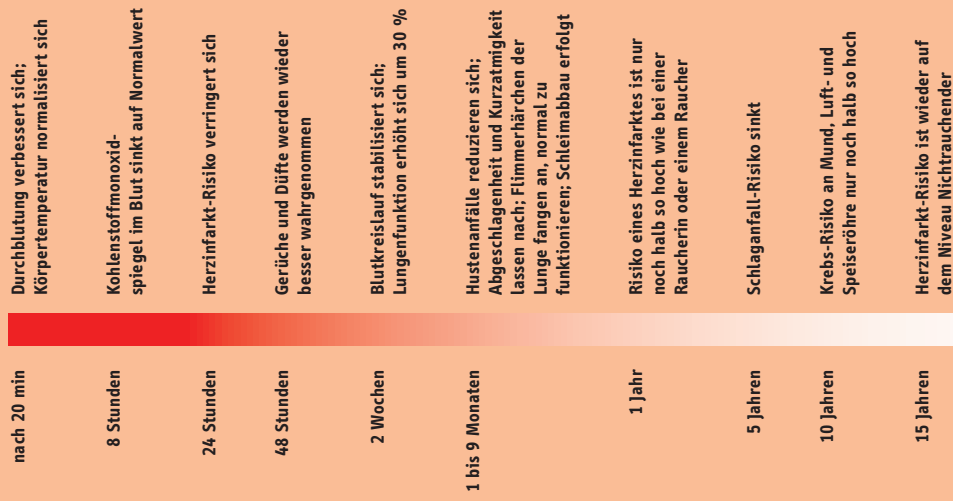 nach 20 min
Durchblutung verbessert sich;
Körpertemperatur normalisiert sich
8 Stunden
Kohlenstoffmonoxid-
spiegel im Blut sinkt auf Normalwert
24 Stunden
Herzinfarkt-Risiko verringert sich
48 Stunden
Gerüche und Düfte werden wieder
besser wahrgenommen
2 Wochen
Blutkreislauf stabilisiert sich;
Lungenfunktion erhöht sich um 30 %
1 bis 9 Monaten
Hustenanfälle reduzieren sich;
Abgeschlagenheit und Kurzatmigkeit
lassen nach; Flimmerhärchen der
Lunge fangen an, normal zu
funktionieren; Schleimabbau erfolgt
1 Jahr
Risiko eines Herzinfarktes ist nur
noch halb so hoch wie bei einer
Raucherin oder einem Raucher
5 Jahren
Schlaganfall-Risiko sinkt
10 Jahren
Krebs-Risiko an Mund, Luft- und
Speiseröhre nur noch halb so hoch
15 Jahren
Herzinfarkt-Risiko ist wieder auf
dem Niveau Nichtrauchender